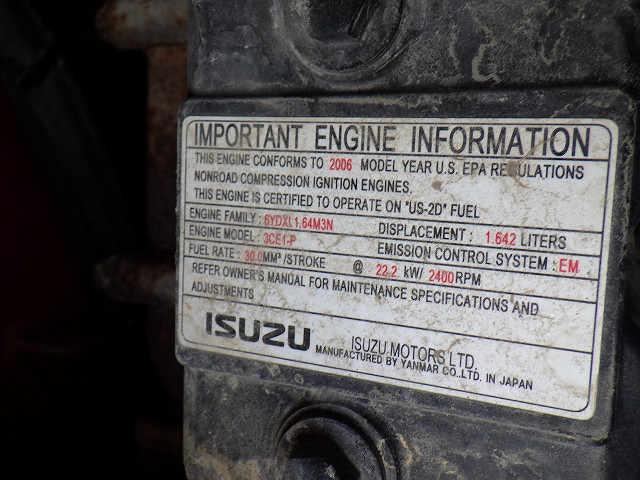 IMPORTANT ENGINE INFORMATION
THIS ENGINE CONFORMS TO 2006 MODEL YEAR U.S. EPA REGULATIONS
NONROAD COMPRESSION IGNITION ENGINES.
THIS ENGINE IS CERTIFIED TO OPERATE ON "US-2D" FUEL
ENGINE FAMILY : 6YDXL1.64M3N DISPLACEMENT : 1.642 LITERS
ENGINE MODEL : 3CE1-P EMISSION CONTROL SYSTEM : EM
FUEL RATE : 30.0MM³/STROKE @ 22.2 kW/ 2400RPM
REFER OWNER'S MANUAL FOR MAINTENANCE SPECIFICATIONS AND
ADJUSTMENTS
ISUZU ISUZU MOTORS LTD.
MANUFACTURED BY YANMAR CO.,LTD. IN JAPAN